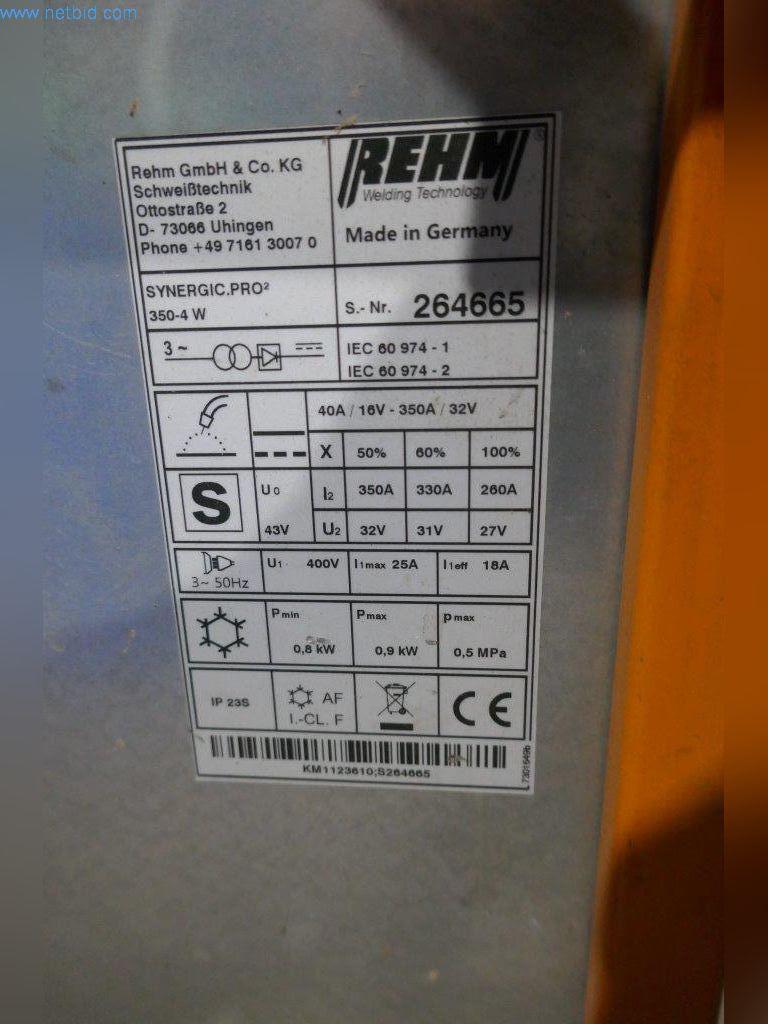 www.netbid.com
Rehm GmbH & Co. KG
Schweißtechnik
Ottostraße 2
D- 73066 Uhingen
Phone +49 7161 3007 0
REHM®
Welding Technology
Made in Germany
SYNERGIC.PRO²
350-4 W
S.- Nr. 264665
3 ~
IEC 60 974 - 1
IEC 60 974 - 2
40A / 16V - 350A / 32V
X 50% 60% 100%
S
U0
43V
I2 350A 330A 260A
U2 32V 31V 27V
3~ 50Hz
U1 400V
I1max 25A
I1eff 18A
Pmin
0,8 kW
Pmax
0,9 kW
pmax
0,5 MPa
IP 23S
AF
I.-CL. F
CE
KM1123610;S264665
7301649b